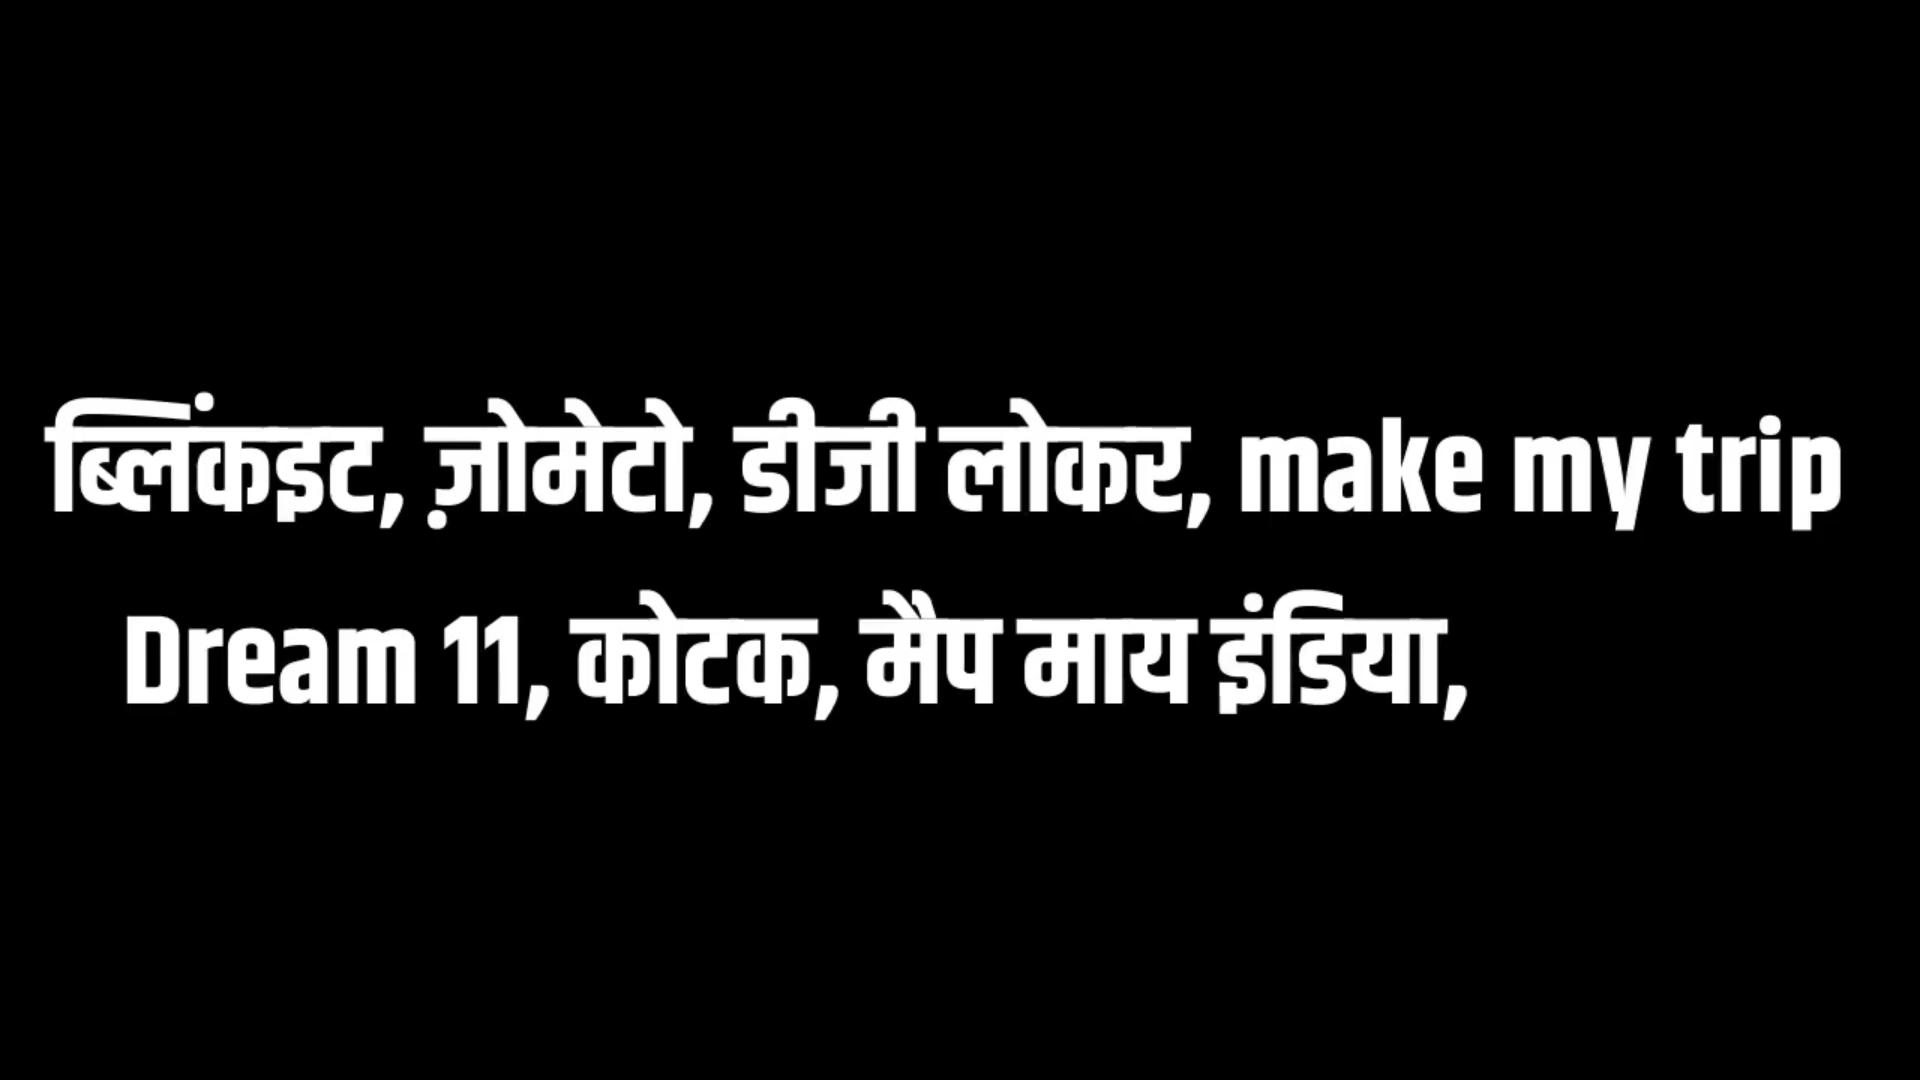 ब्लिंकइट, ज़ोमेटो, डीजी लोकर, make my trip
Dream 11, कोटक, मैप माय इंडिया,